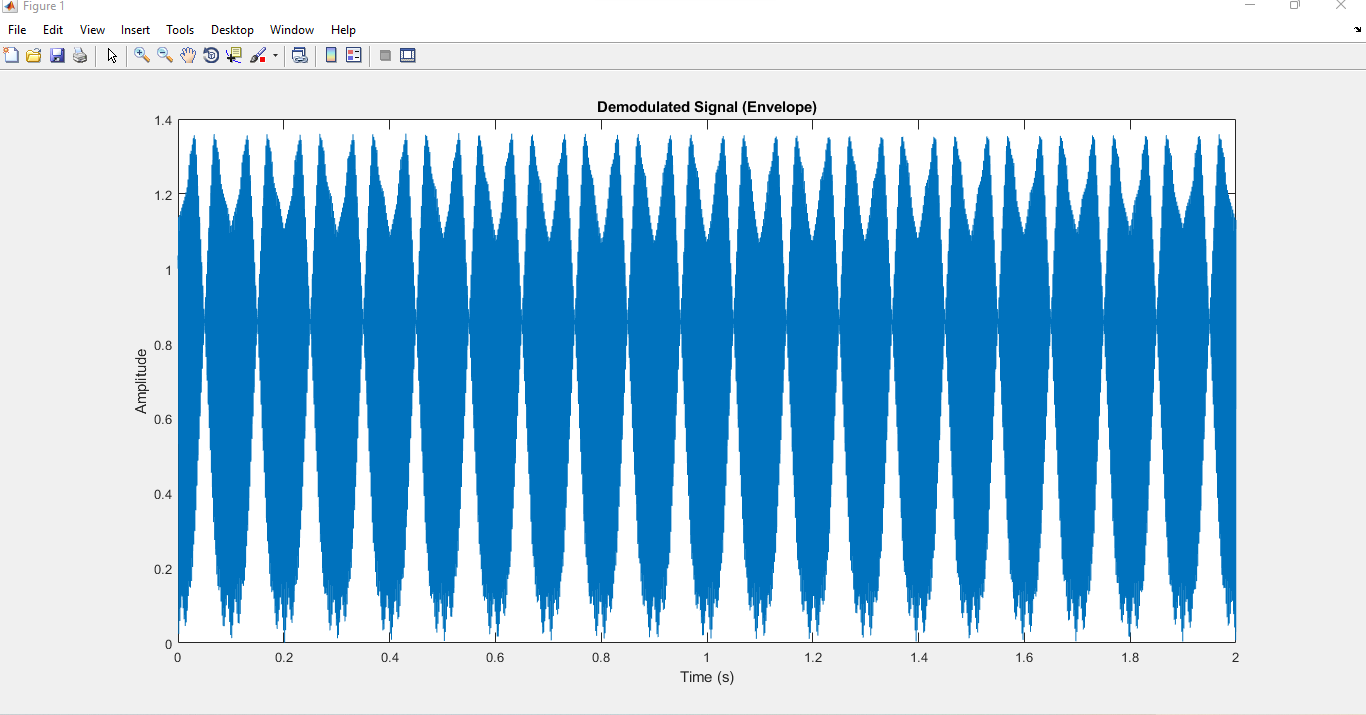 Figure 1
File Edit View Insert Tools Desktop Window Help
Demodulated Signal (Envelope)
1.4
1.2
1
0.8
0.6
0.4
0.2
0
Amplitude
0 0.2 0.4 0.6 0.8 1 1.2 1.4 1.6 1.8 2
Time (s)